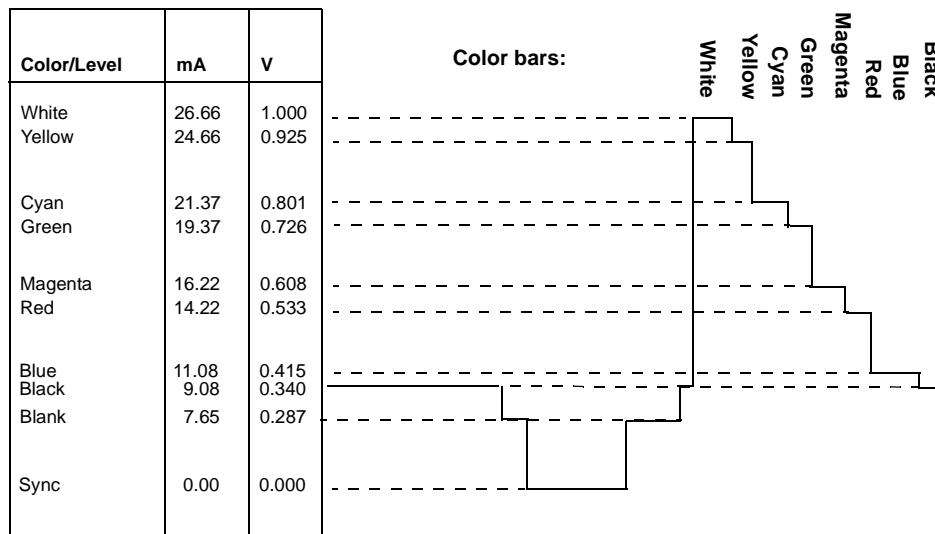 Color/Level mA V
White 26.66 1.000
Yellow 24.66 0.925
Cyan 21.37 0.801
Green 19.37 0.726
Magenta 16.22 0.608
Red 14.22 0.533
Blue 11.08 0.415
Black 9.08 0.340
Blank 7.65 0.287
Sync 0.00 0.000
Color bars:
White
Yellow
Cyan
Green
Magenta
Red
Blue
Black